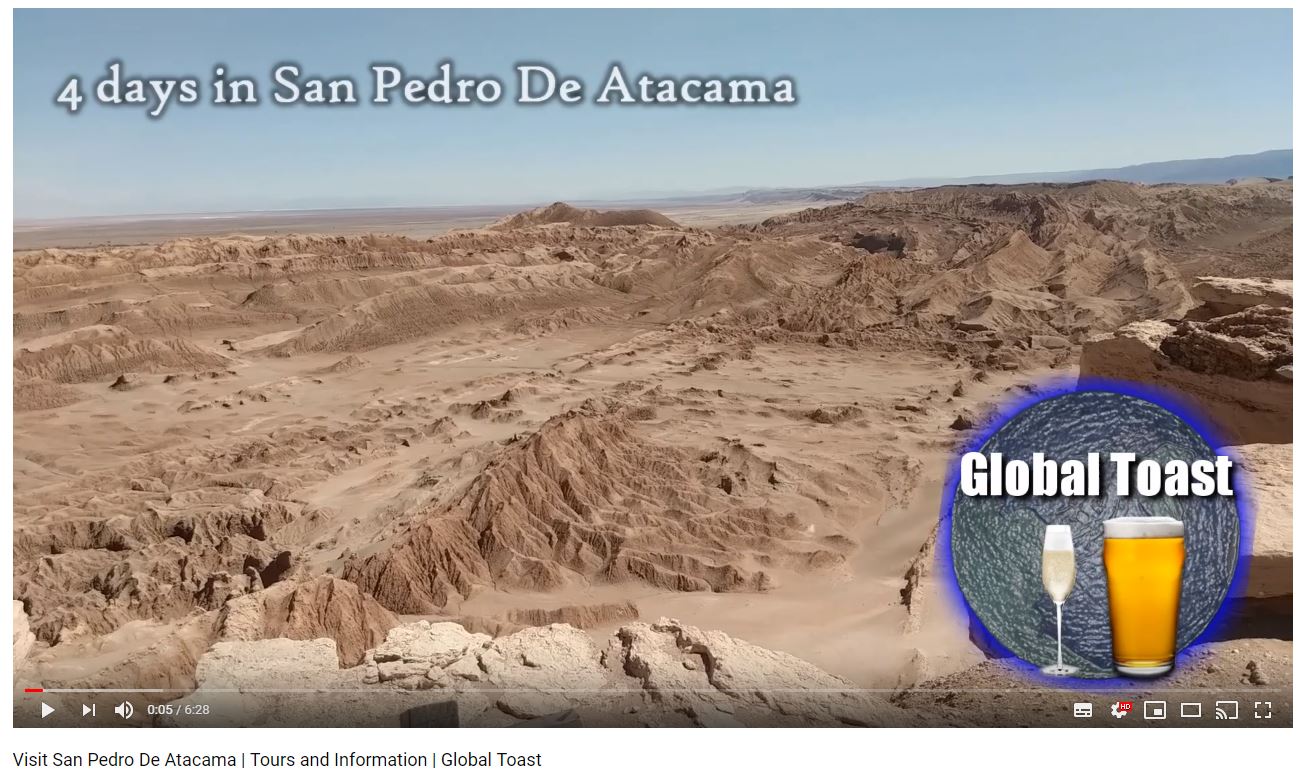 4 days in San Pedro De Atacama
Global Toast
0:05 / 6:28
HD
Visit San Pedro De Atacama | Tours and Information | Global Toast